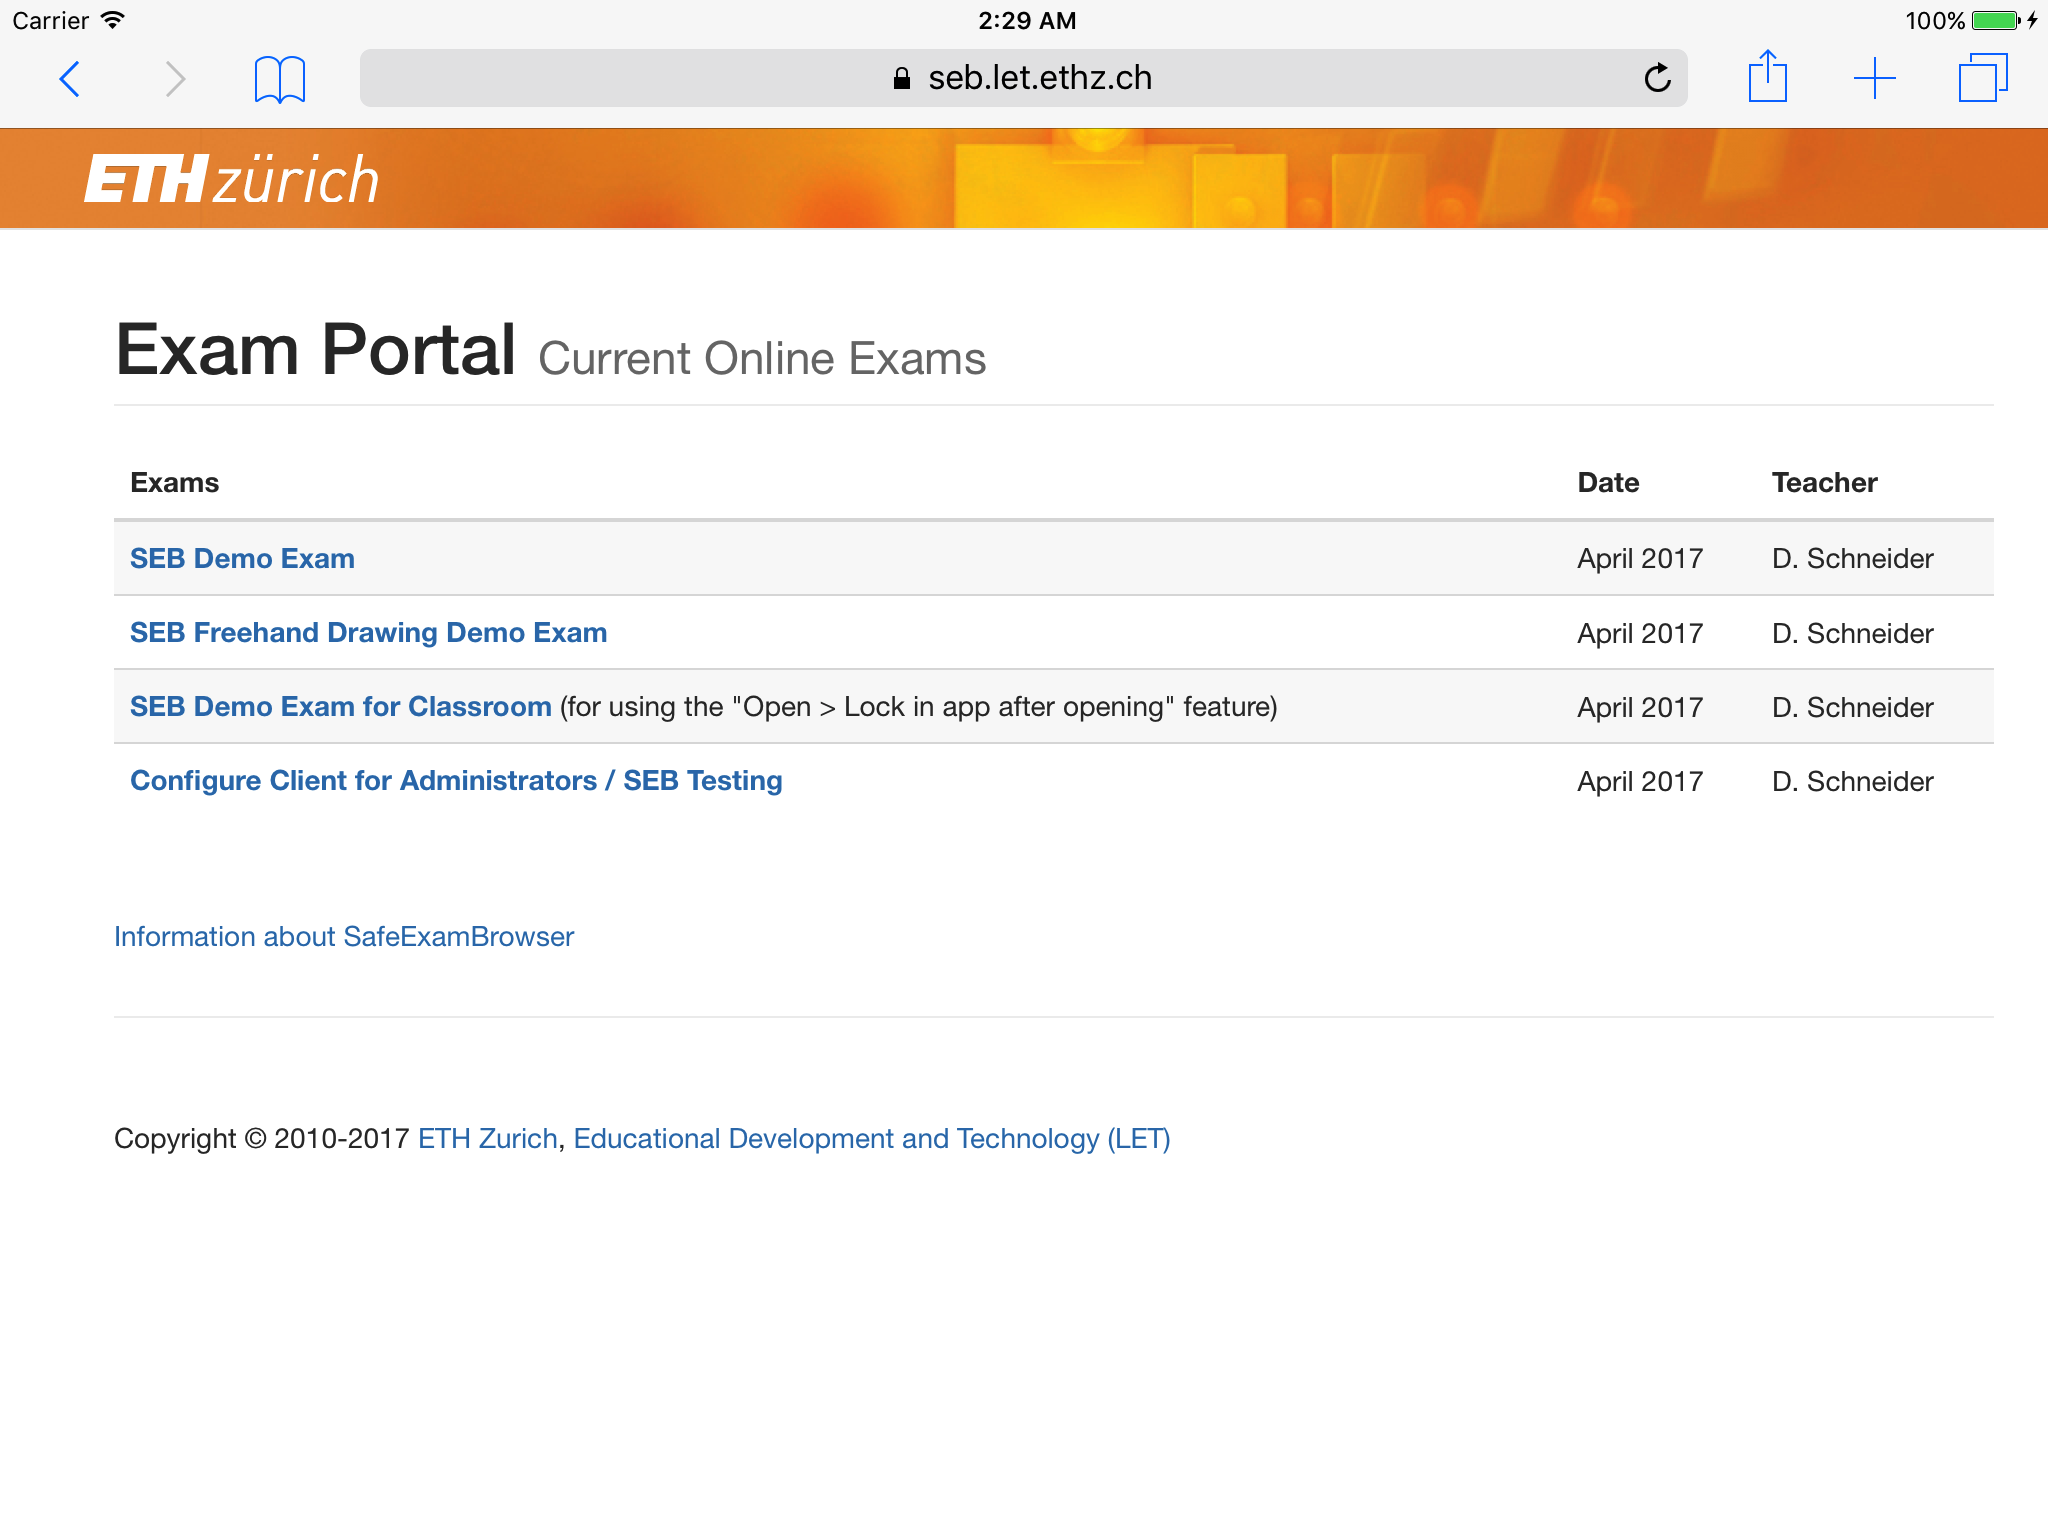 Carrier 2:29 AM 100%
seb.let.ethz.ch
ETH zürich
Exam Portal Current Online Exams
Exams Date Teacher
SEB Demo Exam April 2017 D. Schneider
SEB Freehand Drawing Demo Exam April 2017 D. Schneider
SEB Demo Exam for Classroom (for using the "Open > Lock in app after opening" feature) April 2017 D. Schneider
Configure Client for Administrators / SEB Testing April 2017 D. Schneider
Information about SafeExamBrowser
Copyright © 2010-2017 ETH Zurich, Educational Development and Technology (LET)